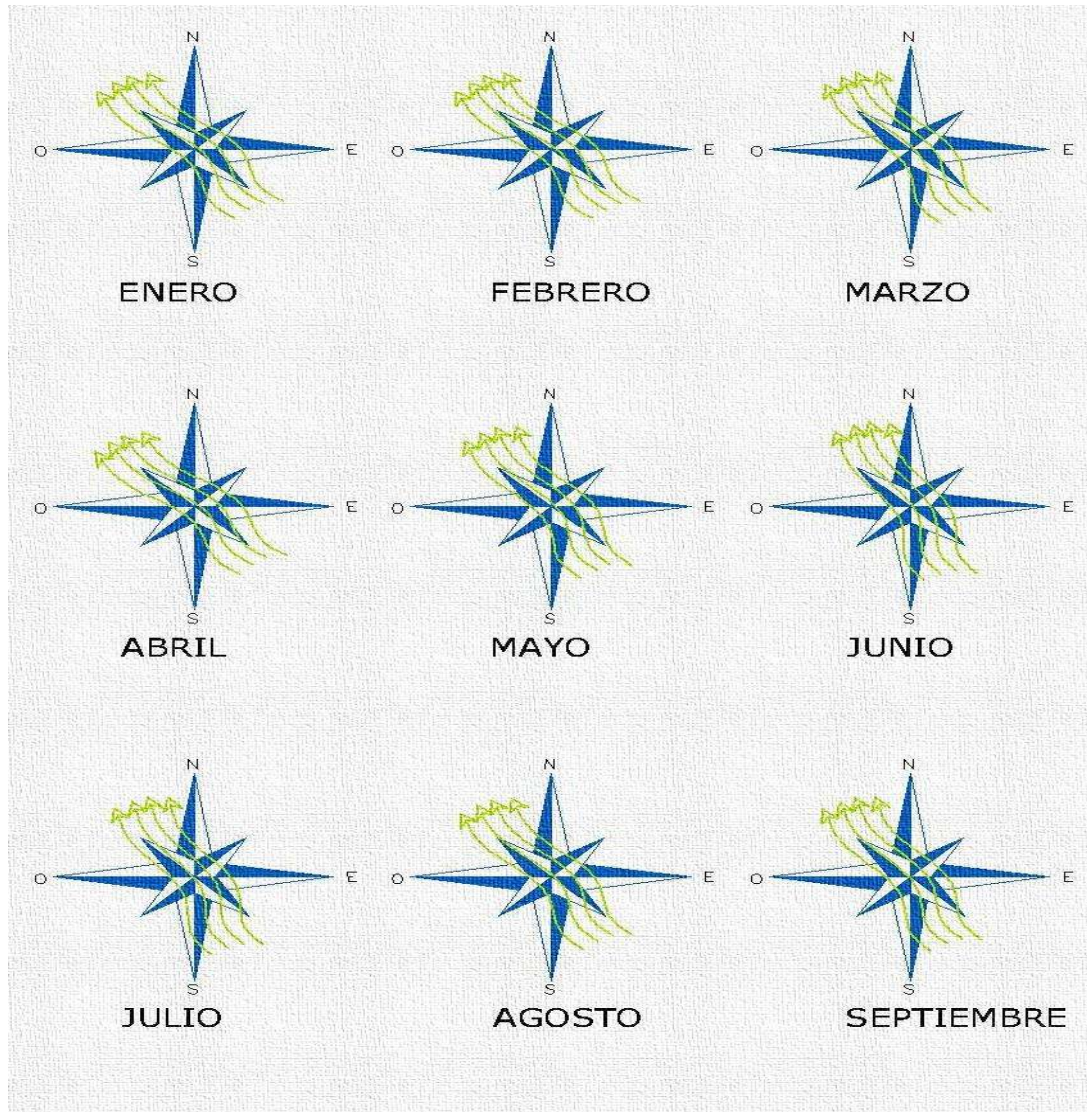 N N N
O E O E O E
S S S
ENERO FEBRERO MARZO
N N N
O E O E O E
S S S
ABRIL MAYO JUNIO
N N N
O E O E O E
S S S
JULIO AGOSTO SEPTIEMBRE